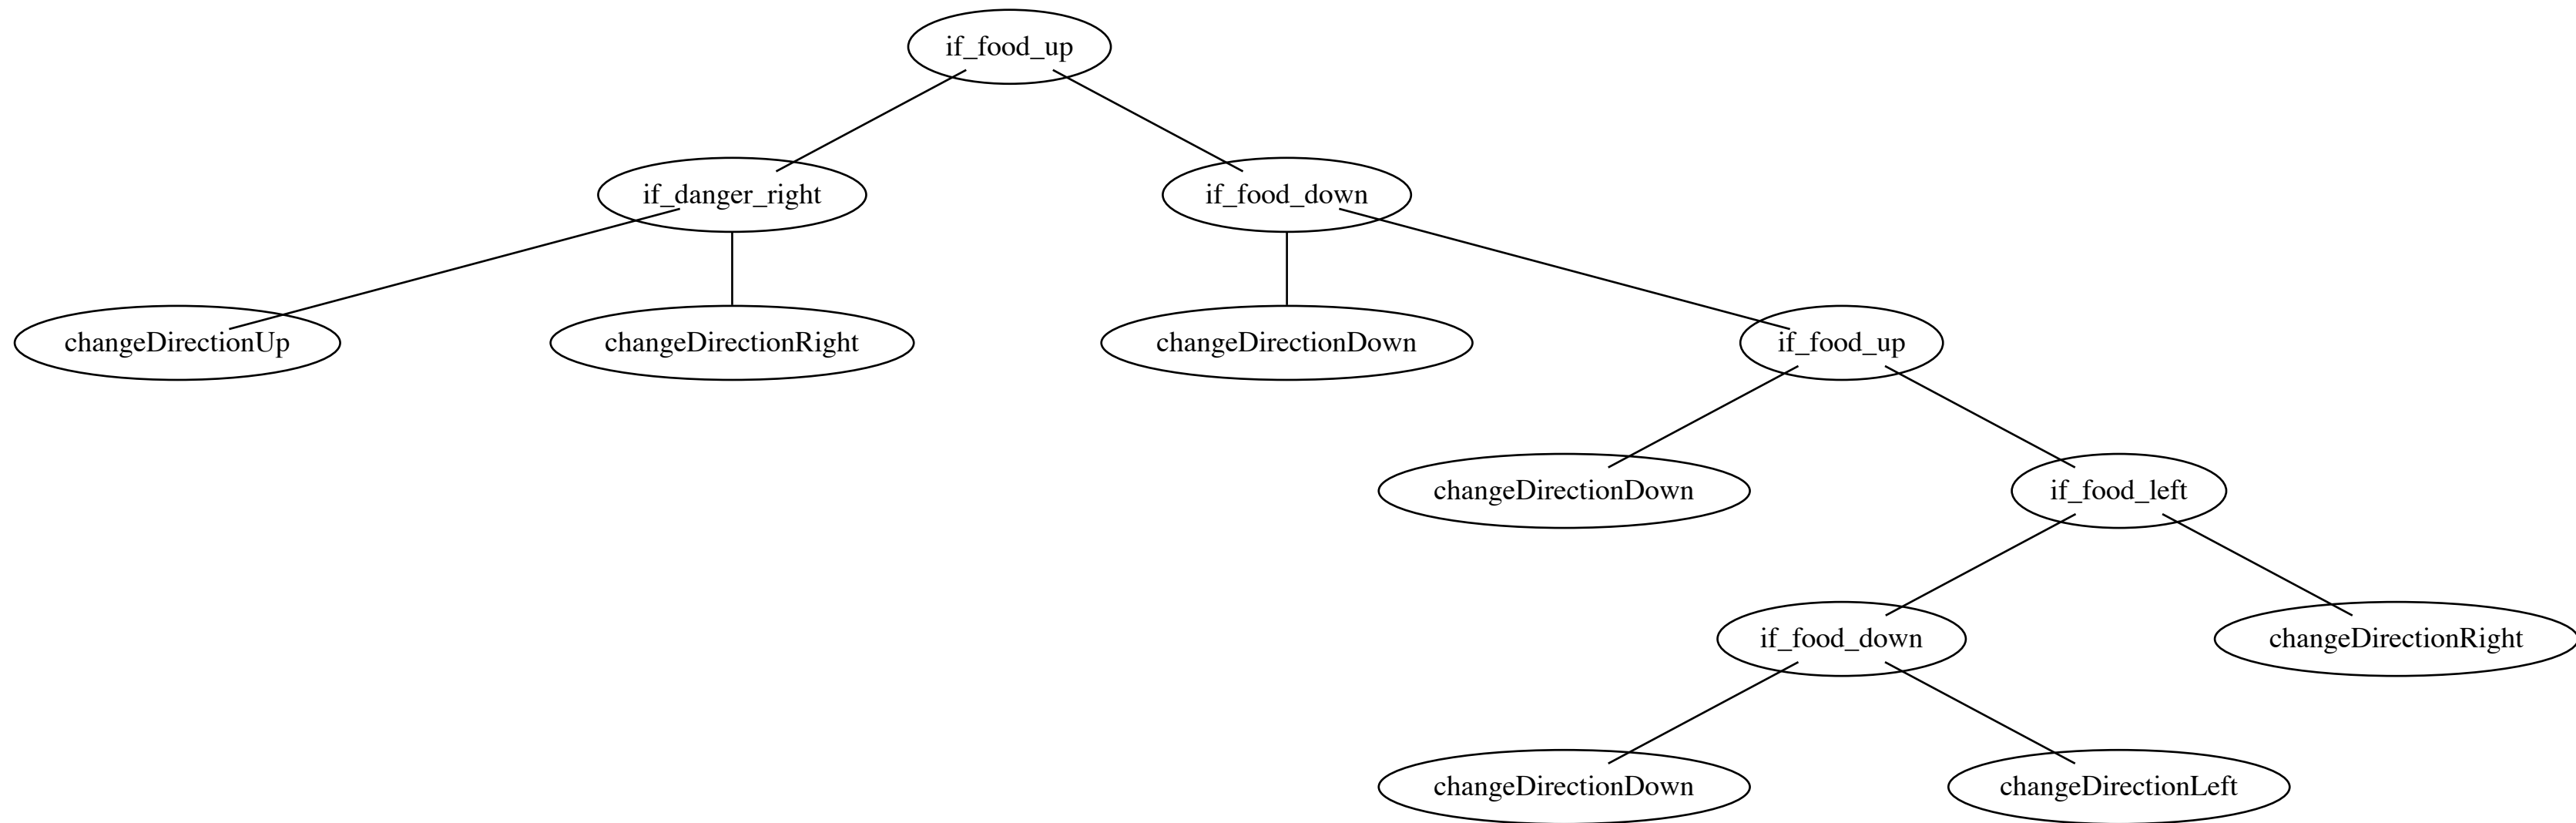 if_food_up
if_danger_right
if_food_down
changeDirectionUp
changeDirectionRight
changeDirectionDown
if_food_up
changeDirectionDown
if_food_left
if_food_down
changeDirectionRight
changeDirectionDown
changeDirectionLeft